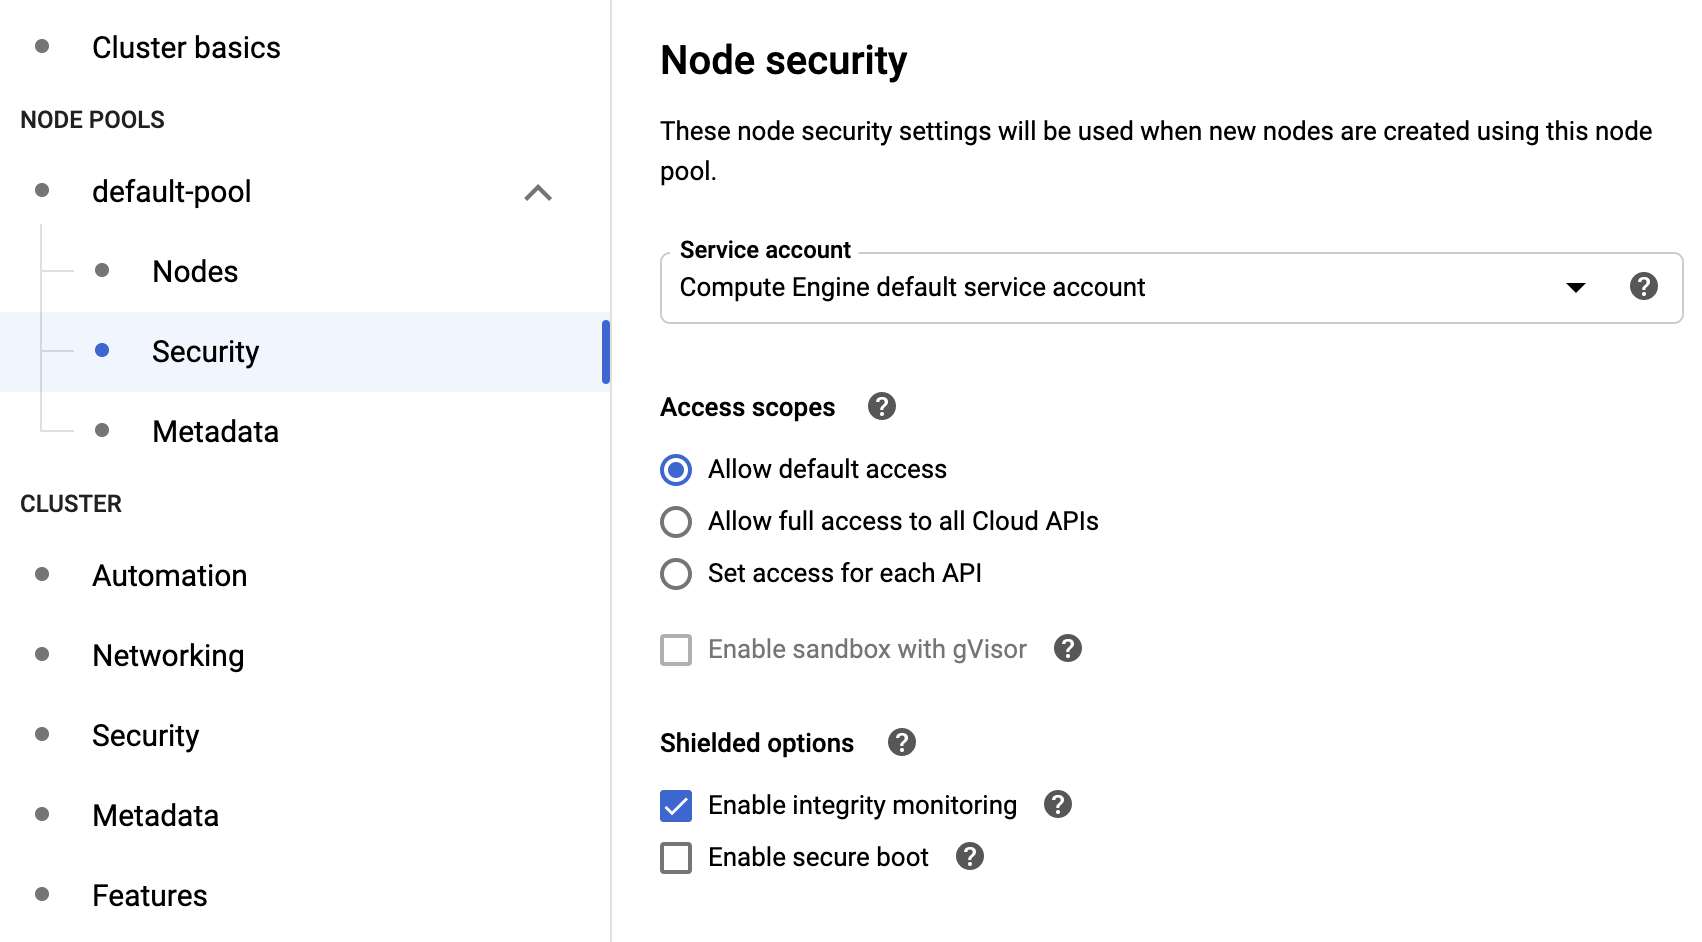 Cluster basics
NODE POOLS
default-pool
Nodes
Security
Metadata
CLUSTER
Automation
Networking
Security
Metadata
Features
Node security
These node security settings will be used when new nodes are created using this node
pool.
Service account
Compute Engine default service account
Access scopes
Allow default access
Allow full access to all Cloud APIs
Set access for each API
Enable sandbox with gVisor
Shielded options
Enable integrity monitoring
Enable secure boot